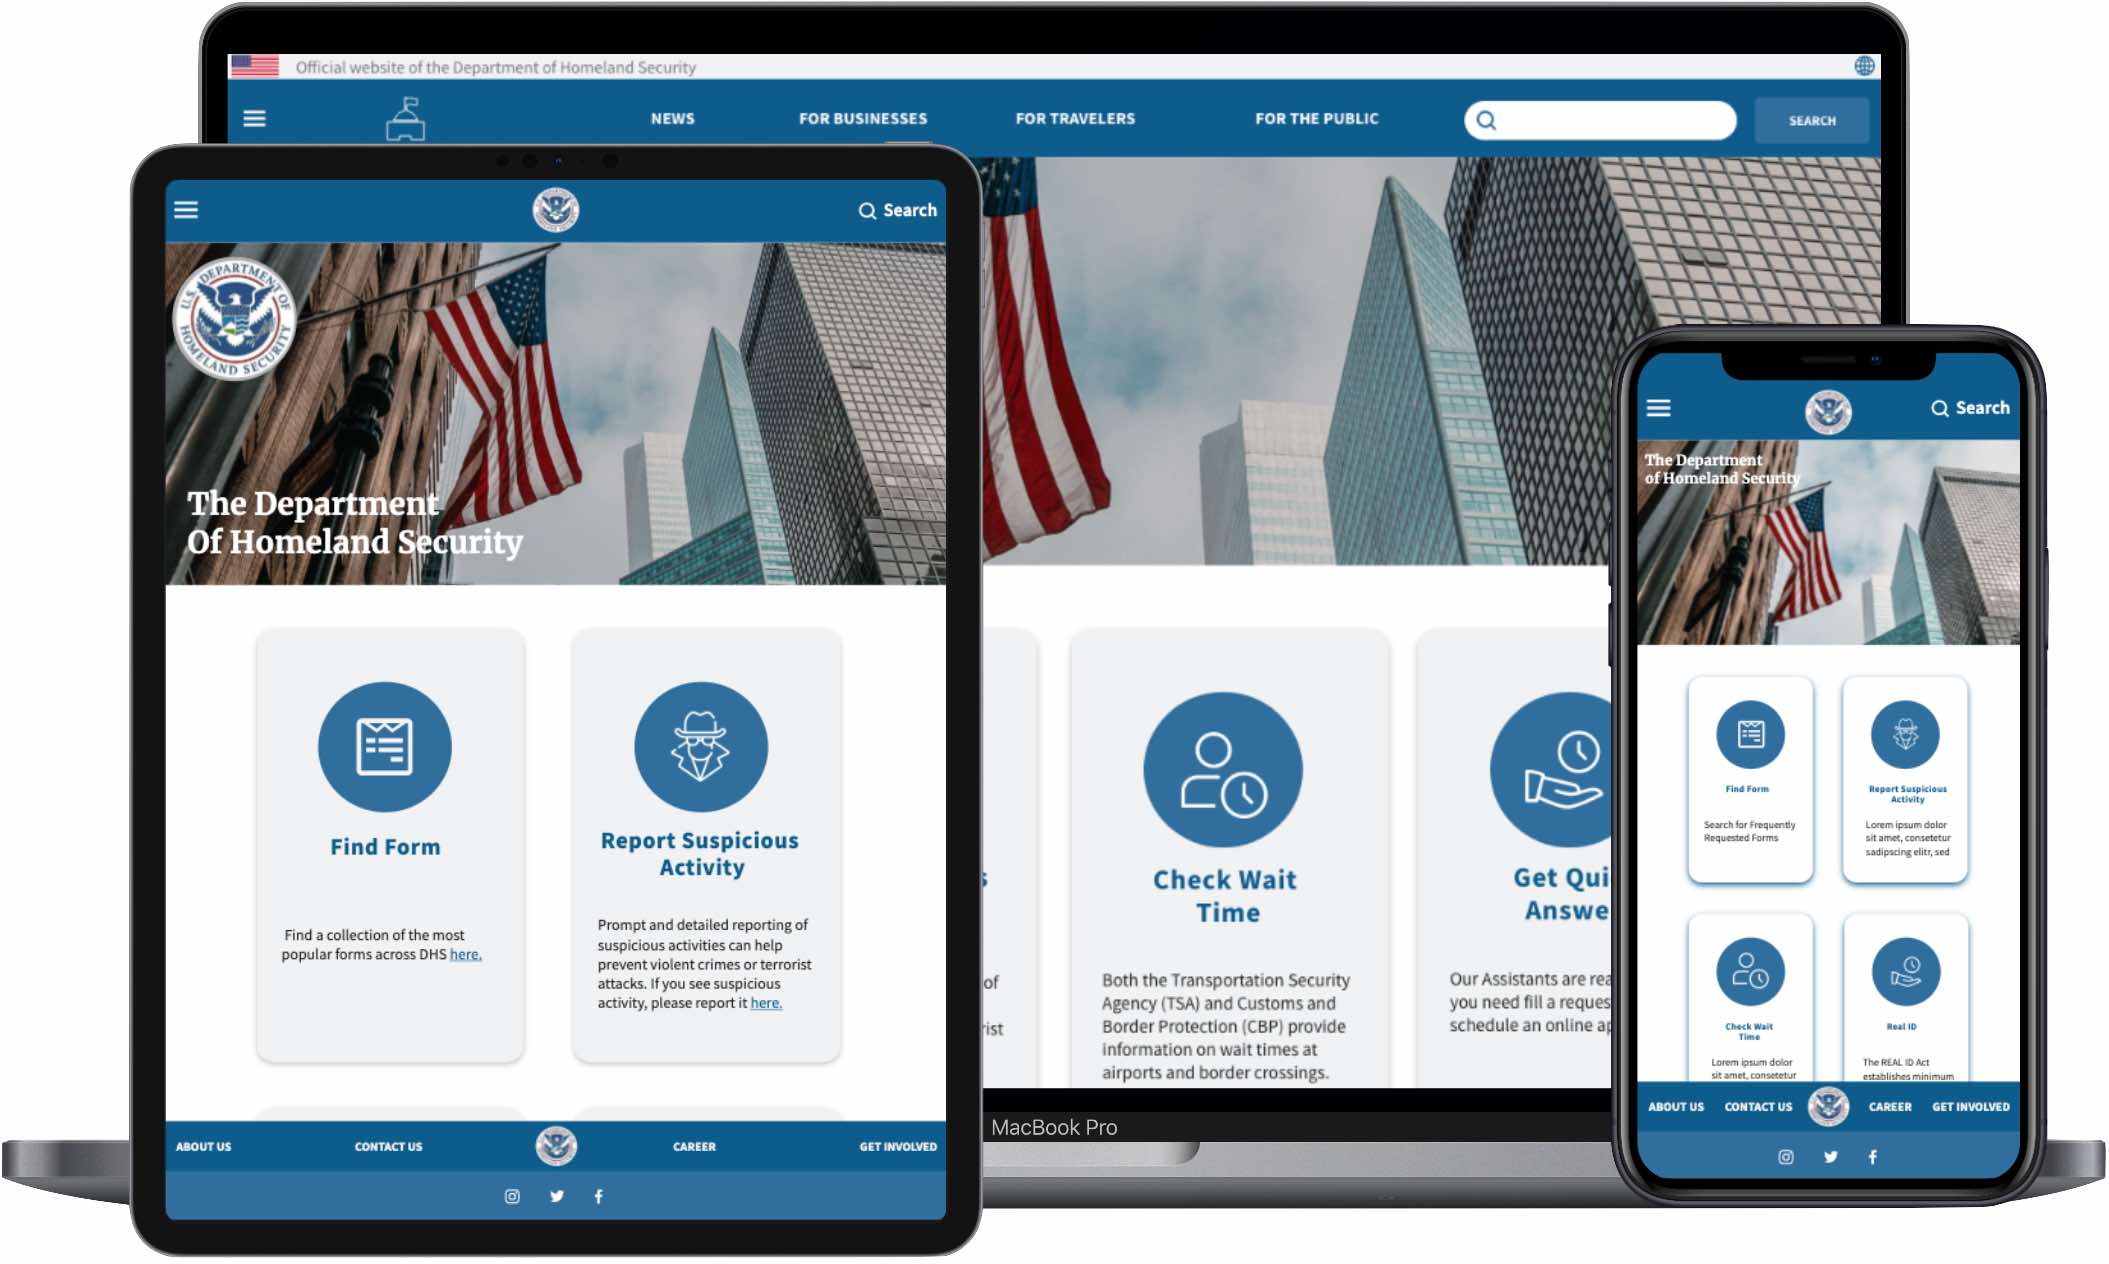 Official website of the Department of Homeland Security
NEWS
FOR BUSINESSES
FOR TRAVELERS
FOR THE PUBLIC
SEARCH
Search
U.S. DEPARTMENT OF HOMELAND SECURITY
The Department
Of Homeland Security
Find Form
Find a collection of the most
popular forms across DHS here.
Report Suspicious
Activity
Prompt and detailed reporting of
suspicious activities can help
prevent violent crimes or terrorist
attacks. If you see suspicious
activity, please report it here.
ABOUT US
CONTACT US
CAREER
GET INVOLVED
s
of
rist
Check Wait
Time
Both the Transportation Security
Agency (TSA) and Customs and
Border Protection (CBP) provide
information on wait times at
airports and border crossings.
Get Qui
Answe
Our Assistants are rea
you need fill a reques
schedule an online ap
MacBook Pro
Search
The Department
of Homeland Security
Find Form
Search for Frequently
Requested Forms
Report Suspicious
Activity
Lorem ipsum dolor
sit amet, consetetur
sadipscing elitr, sed
Check Wait
Time
Lorem ipsum dolor
sit amet, consetetur
Real ID
The REAL ID Act
establishes minimum
ABOUT US
CONTACT US
CAREER
GET INVOLVED